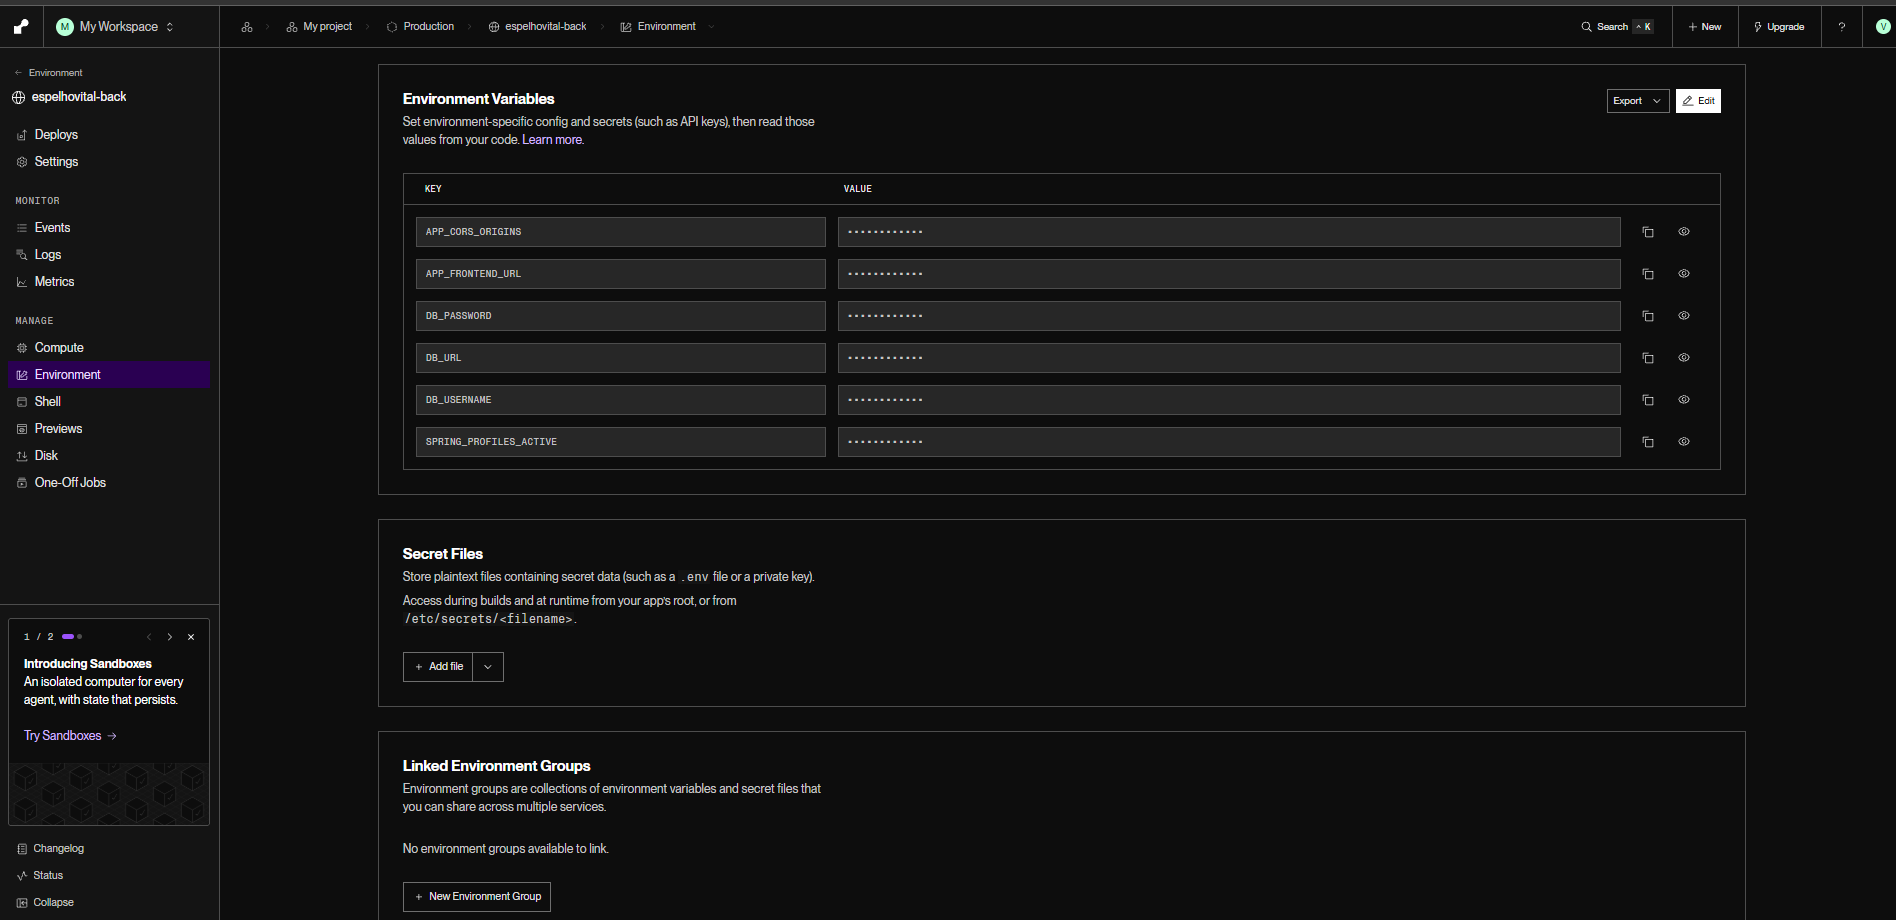 M My Workspace
My project
Production
espelhovital-back
Environment
Search ^ K
+ New
Upgrade
?
V
← Environment
espelhovital-back
Deploys
Settings
MONITOR
Events
Logs
Metrics
MANAGE
Compute
Environment
Shell
Previews
Disk
One-Off Jobs
1 / 2
Introducing Sandboxes
An isolated computer for every
agent, with state that persists.
Try Sandboxes →
Changelog
Status
Collapse
Environment Variables
Set environment-specific config and secrets (such as API keys), then read those
values from your code. Learn more.
Export
Edit
KEY VALUE
APP_CORS_ORIGINS ••••••••••••
APP_FRONTEND_URL ••••••••••••
DB_PASSWORD ••••••••••••
DB_URL ••••••••••••
DB_USERNAME ••••••••••••
SPRING_PROFILES_ACTIVE ••••••••••••
Secret Files
Store plaintext files containing secret data (such as a .env file or a private key).
Access during builds and at runtime from your app's root, or from
/etc/secrets/<filename>.
+ Add file
Linked Environment Groups
Environment groups are collections of environment variables and secret files that
you can share across multiple services.
No environment groups available to link.
+ New Environment Group